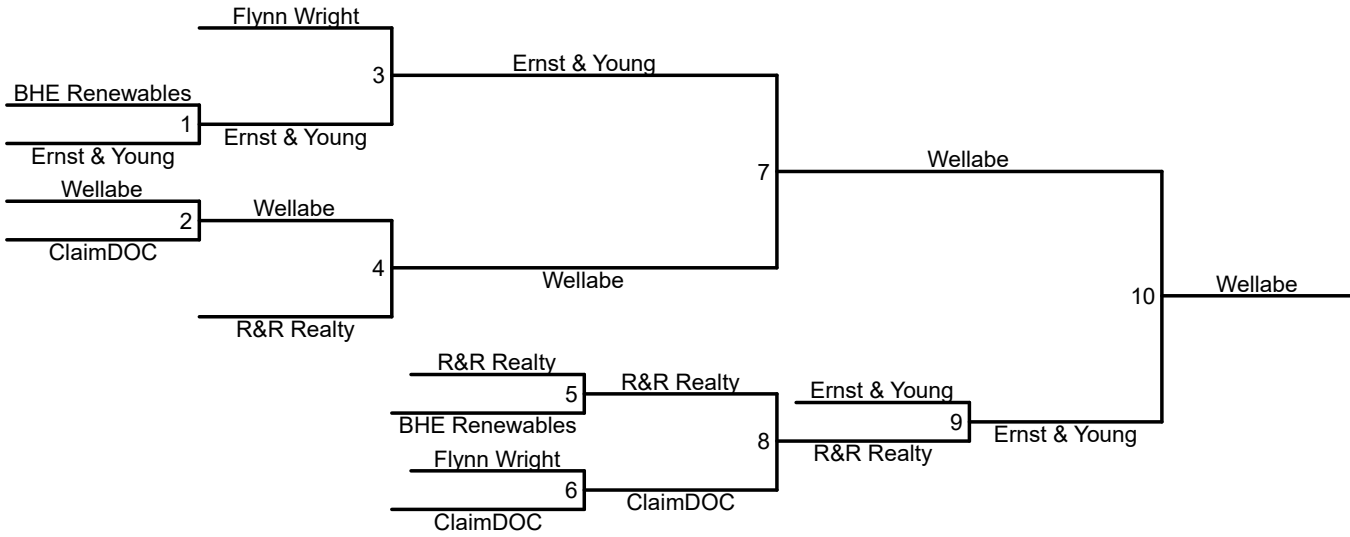 Flynn Wright
3
Ernst & Young
BHE Renewables
1
Ernst & Young
Ernst & Young
Wellabe
7
Wellabe
2
Wellabe
ClaimDOC
4
Wellabe
R&R Realty
10
Wellabe
R&R Realty
5
R&R Realty
BHE Renewables
Ernst & Young
9
Ernst & Young
8
R&R Realty
Flynn Wright
6
ClaimDOC
ClaimDOC